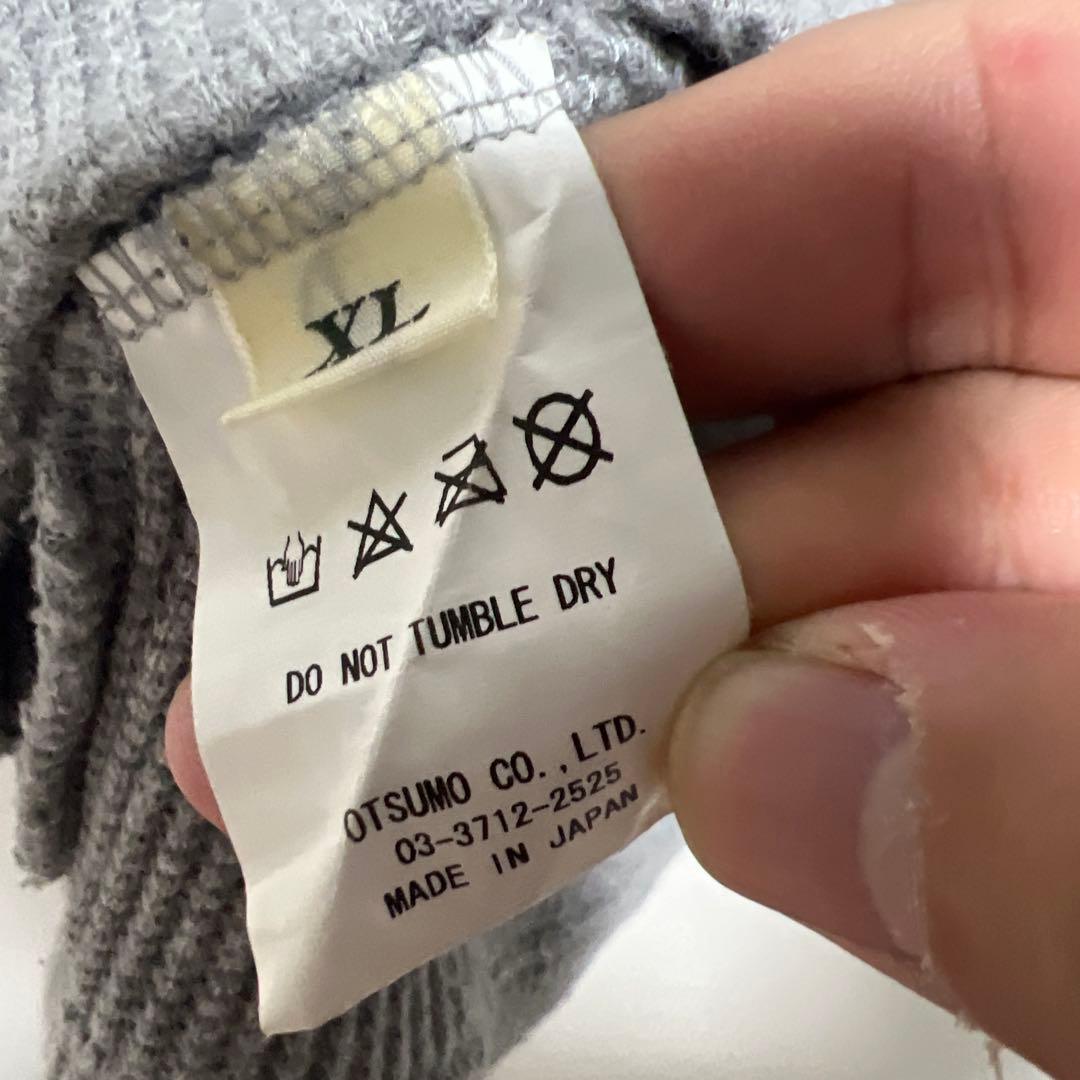 XL
DO NOT TUMBLE DRY
OTSUMO CO.,LTD.
03-3712-2525
MADE IN JAPAN